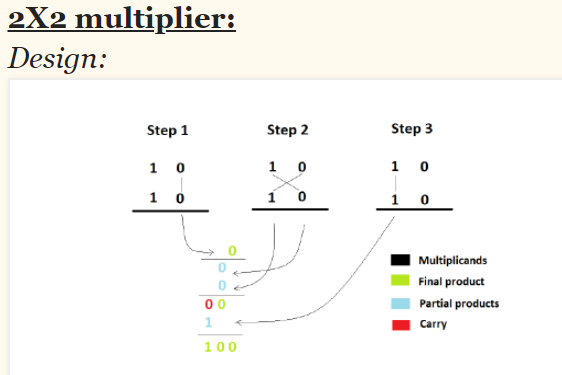 2X2 multiplier:
Design:
Step 1 Step 2 Step 3
1 0 1 0 1 0
1 0 1 0 1 0
0
0
0
0 0
1
1 0 0
Multiplicands
Final product
Partial products
Carry